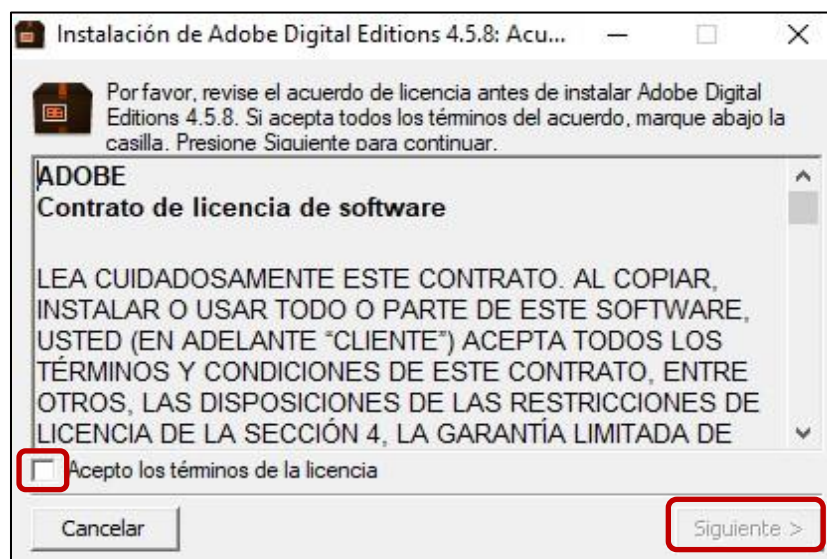 Instalación de Adobe Digital Editions 4.5.8: Acu...
Por favor, revise el acuerdo de licencia antes de instalar Adobe Digital
Editions 4.5.8. Si acepta todos los términos del acuerdo, marque abajo la
casilla. Presione Siguiente para continuar.
ADOBE
Contrato de licencia de software
LEA CUIDADOSAMENTE ESTE CONTRATO. AL COPIAR,
INSTALAR O USAR TODO O PARTE DE ESTE SOFTWARE,
USTED (EN ADELANTE “CLIENTE”) ACEPTA TODOS LOS
TÉRMINOS Y CONDICIONES DE ESTE CONTRATO, ENTRE
OTROS, LAS DISPOSICIONES DE LAS RESTRICCIONES DE
LICENCIA DE LA SECCIÓN 4, LA GARANTÍA LIMITADA DE
Acepto los términos de la licencia
Cancelar
Siguiente >